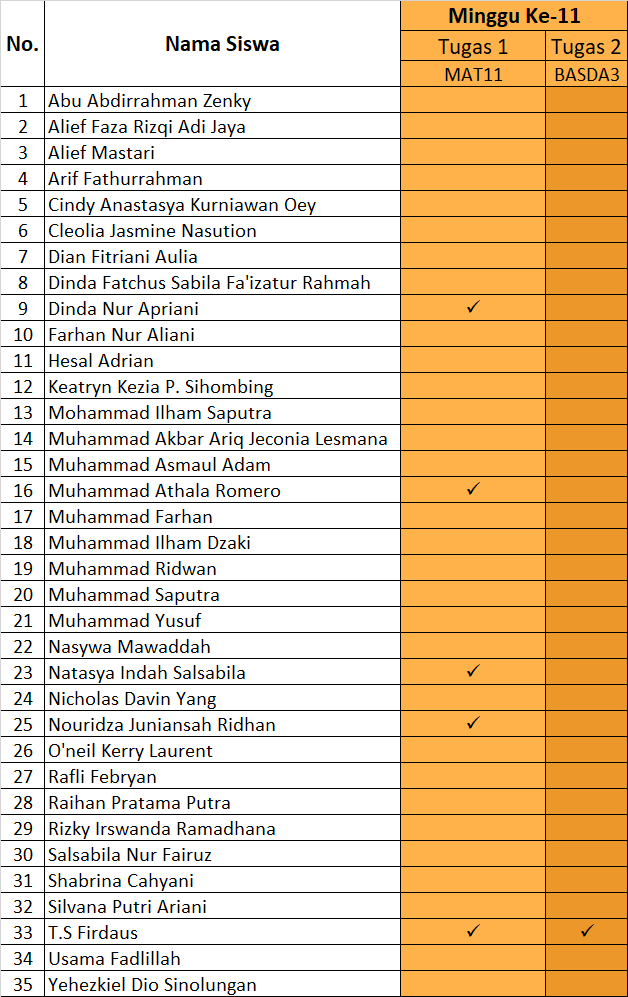 No. Nama Siswa Minggu Ke-11
Tugas 1 Tugas 2
MAT11 BASDA3
1 Abu Abdirrahman Zenky
2 Alief Faza Rizqi Adi Jaya
3 Alief Mastari
4 Arif Fathurrahman
5 Cindy Anastasya Kurniawan Oey
6 Cleolia Jasmine Nasution
7 Dian Fitriani Aulia
8 Dinda Fatchus Sabila Fa'izatur Rahmah
9 Dinda Nur Apriani ✓
10 Farhan Nur Aliani
11 Hesal Adrian
12 Keatryn Kezia P. Sihombing
13 Mohammad Ilham Saputra
14 Muhammad Akbar Ariq Jeconia Lesmana
15 Muhammad Asmaul Adam
16 Muhammad Athala Romero ✓
17 Muhammad Farhan
18 Muhammad Ilham Dzaki
19 Muhammad Ridwan
20 Muhammad Saputra
21 Muhammad Yusuf
22 Nasywa Mawaddah
23 Natasya Indah Salsabila ✓
24 Nicholas Davin Yang
25 Nouridza Juniansah Ridhan ✓
26 O'neil Kerry Laurent
27 Rafli Febryan
28 Raihan Pratama Putra
29 Rizky Irswanda Ramadhana
30 Salsabila Nur Fairuz
31 Shabrina Cahyani
32 Silvana Putri Ariani
33 T.S Firdaus ✓ ✓
34 Usama Fadlillah
35 Yehezkiel Dio Sinolungan